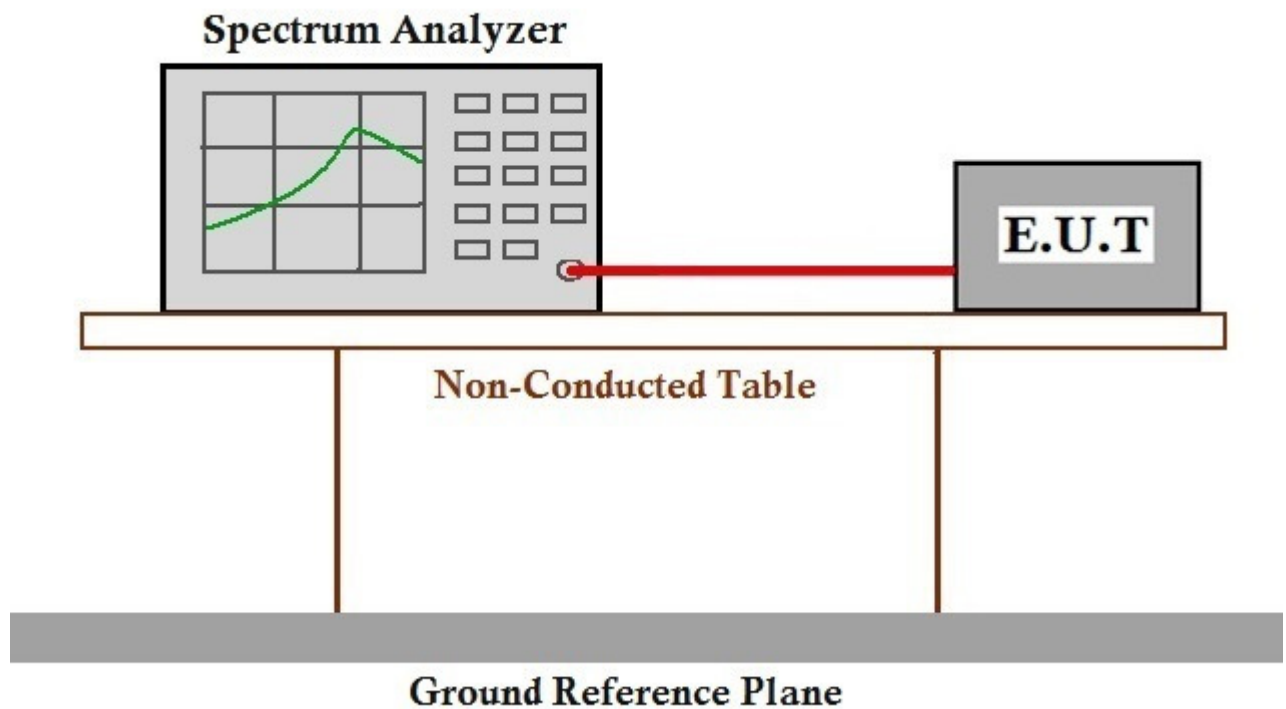 Spectrum Analyzer
E.U.T
Non-Conducted Table
Ground Reference Plane